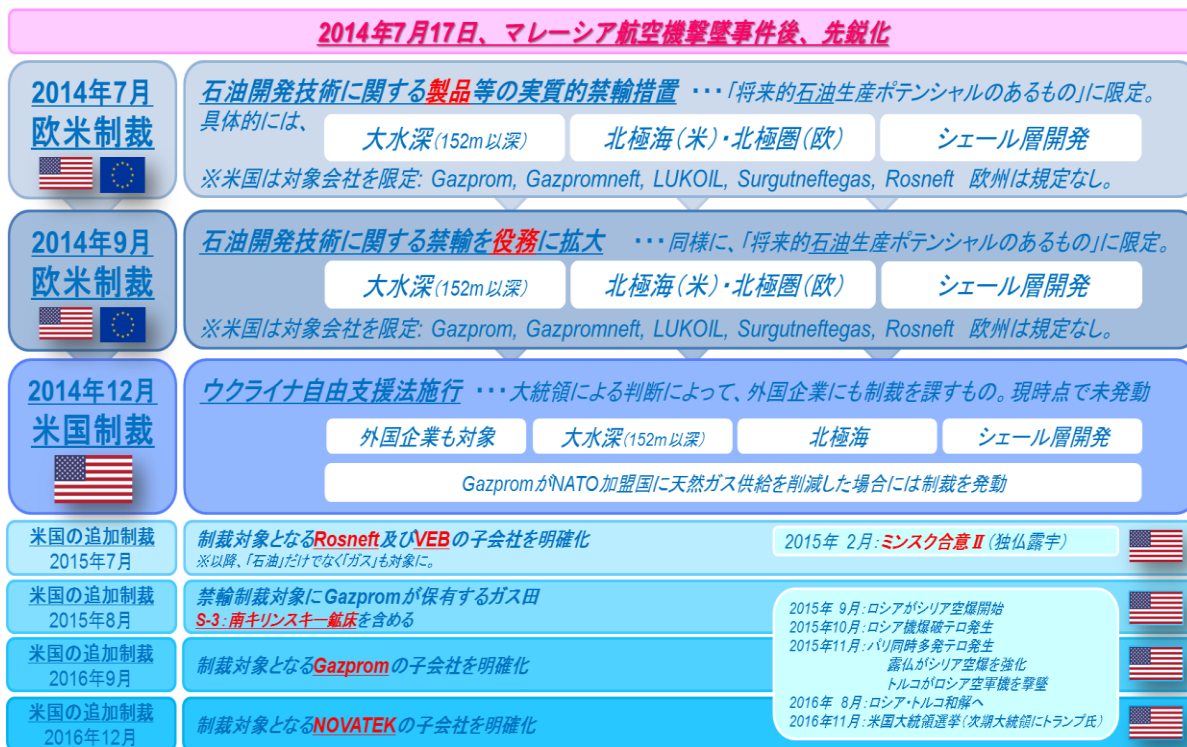 2014年7月17日、マレーシア航空機撃墜事件後、先鋭化
2014年7月
欧米制裁
石油開発技術に関する製品等の実質的禁輸措置 ・・・「将来的石油生産ポテンシャルのあるもの」に限定。
具体的には、
大水深(152m以深)
北極海(米)・北極圏(欧)
シェール層開発
※米国は対象会社を限定: Gazprom, Gazpromneft, LUKOIL, Surgutneftegas, Rosneft 欧州は規定なし。
2014年9月
欧米制裁
石油開発技術に関する禁輸を役務に拡大 ・・・同様に、「将来的石油生産ポテンシャルのあるもの」に限定。
大水深(152m以深)
北極海(米)・北極圏(欧)
シェール層開発
※米国は対象会社を限定: Gazprom, Gazpromneft, LUKOIL, Surgutneftegas, Rosneft 欧州は規定なし。
2014年12月
米国制裁
ウクライナ自由支援法施行 ・・・大統領による判断によって、外国企業にも制裁を課すもの。現時点で未発動
外国企業も対象
大水深(152m以深)
北極海
シェール層開発
GazpromがNATO加盟国に天然ガス供給を削減した場合には制裁を発動
米国の追加制裁
2015年7月
制裁対象となるRosneft及びVEBの子会社を明確化
※以降、「石油」だけでなく「ガス」も対象に。
2015年 2月:ミンスク合意Ⅱ(独仏露宇)
米国の追加制裁
2015年8月
禁輸制裁対象にGazpromが保有するガス田
S-3:南キリンスキー鉱床を含める
米国の追加制裁
2016年9月
制裁対象となるGazpromの子会社を明確化
米国の追加制裁
2016年12月
制裁対象となるNOVATEKの子会社を明確化
2015年 9月:ロシアがシリア空爆開始
2015年10月:ロシア機爆破テロ発生
2015年11月:パリ同時多発テロ発生
露仏がシリア空爆を強化
トルコがロシア空軍機を撃墜
2016年 8月:ロシア・トルコ和解へ
2016年11月:米国大統領選挙(次期大統領にトランプ氏)